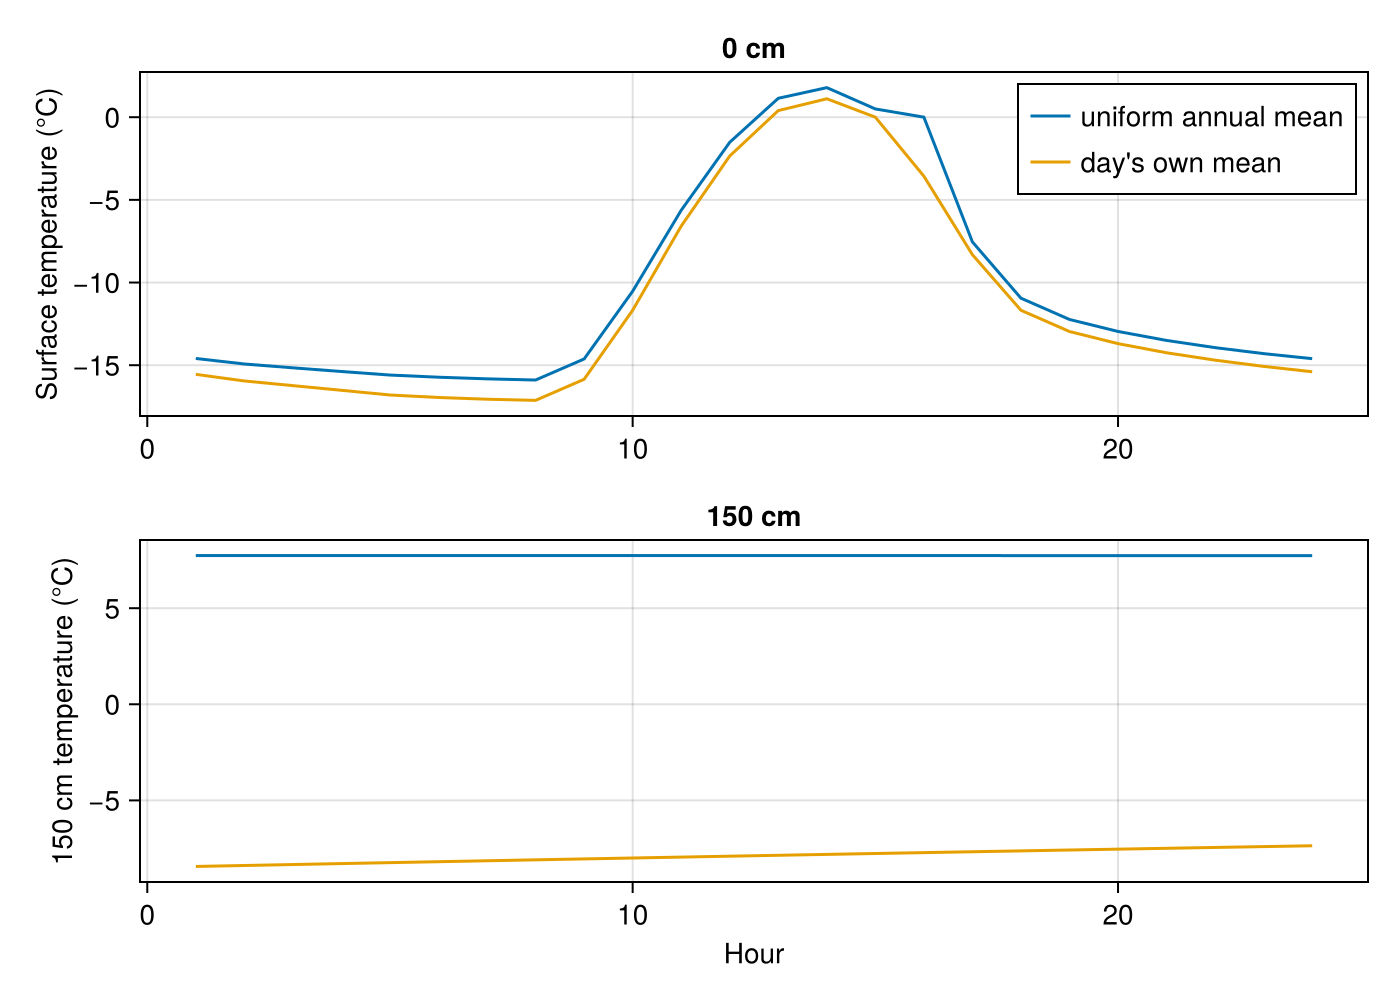 0 cm
Surface temperature (°C)
0
−5
−10
−15
uniform annual mean
day's own mean
0 10 20
150 cm
150 cm temperature (°C)
5
0
−5
0 10 20
Hour